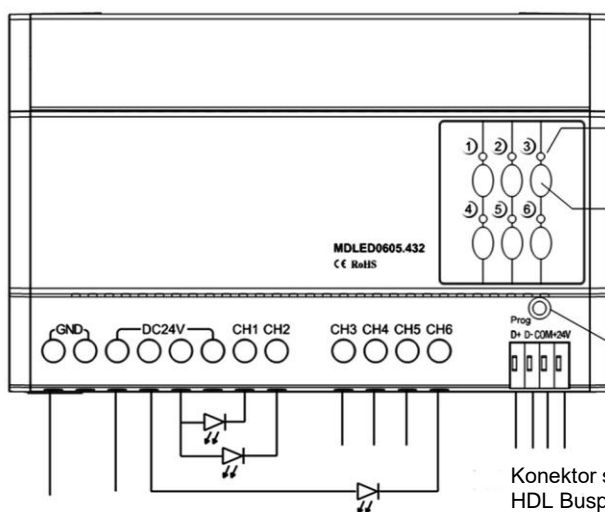 1 2 3
4 5 6
MDLED0605.432
CE RoHS
Prog
GND DC24V CH1 CH2 CH3 CH4 CH5 CH6
D+ D- COM +24V
Konektor s
HDL Busp